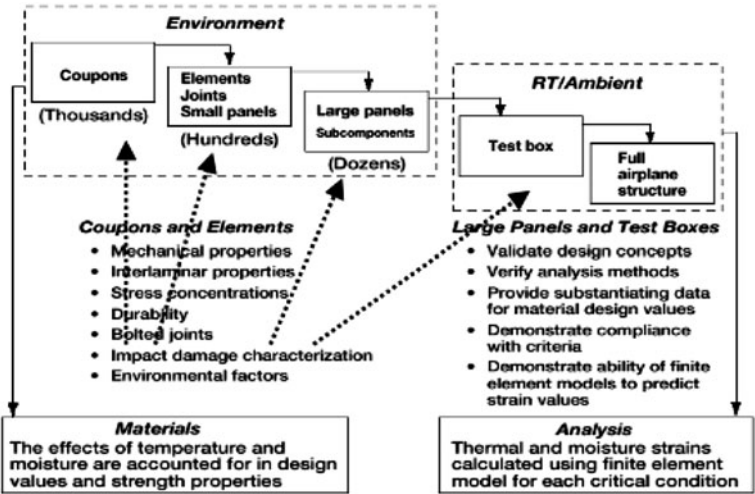 Environment
Coupons
(Thousands)
Elements
Joints
Small panels
(Hundreds)
Large panels
Subcomponents
(Dozens)
RT/Ambient
Test box
Full
airplane
structure
Coupons and Elements
• Mechanical properties
• Interlaminar properties
• Stress concentrations
• Durability
• Bolted joints
• Impact damage characterization
• Environmental factors
Large Panels and Test Boxes
• Validate design concepts
• Verify analysis methods
• Provide substantiating data
for material design values
• Demonstrate compliance
with criteria
• Demonstrate ability of finite
element models to predict
strain values
Materials
The effects of temperature and
moisture are accounted for in design
values and strength properties
Analysis
Thermal and moisture strains
calculated using finite element
model for each critical condition